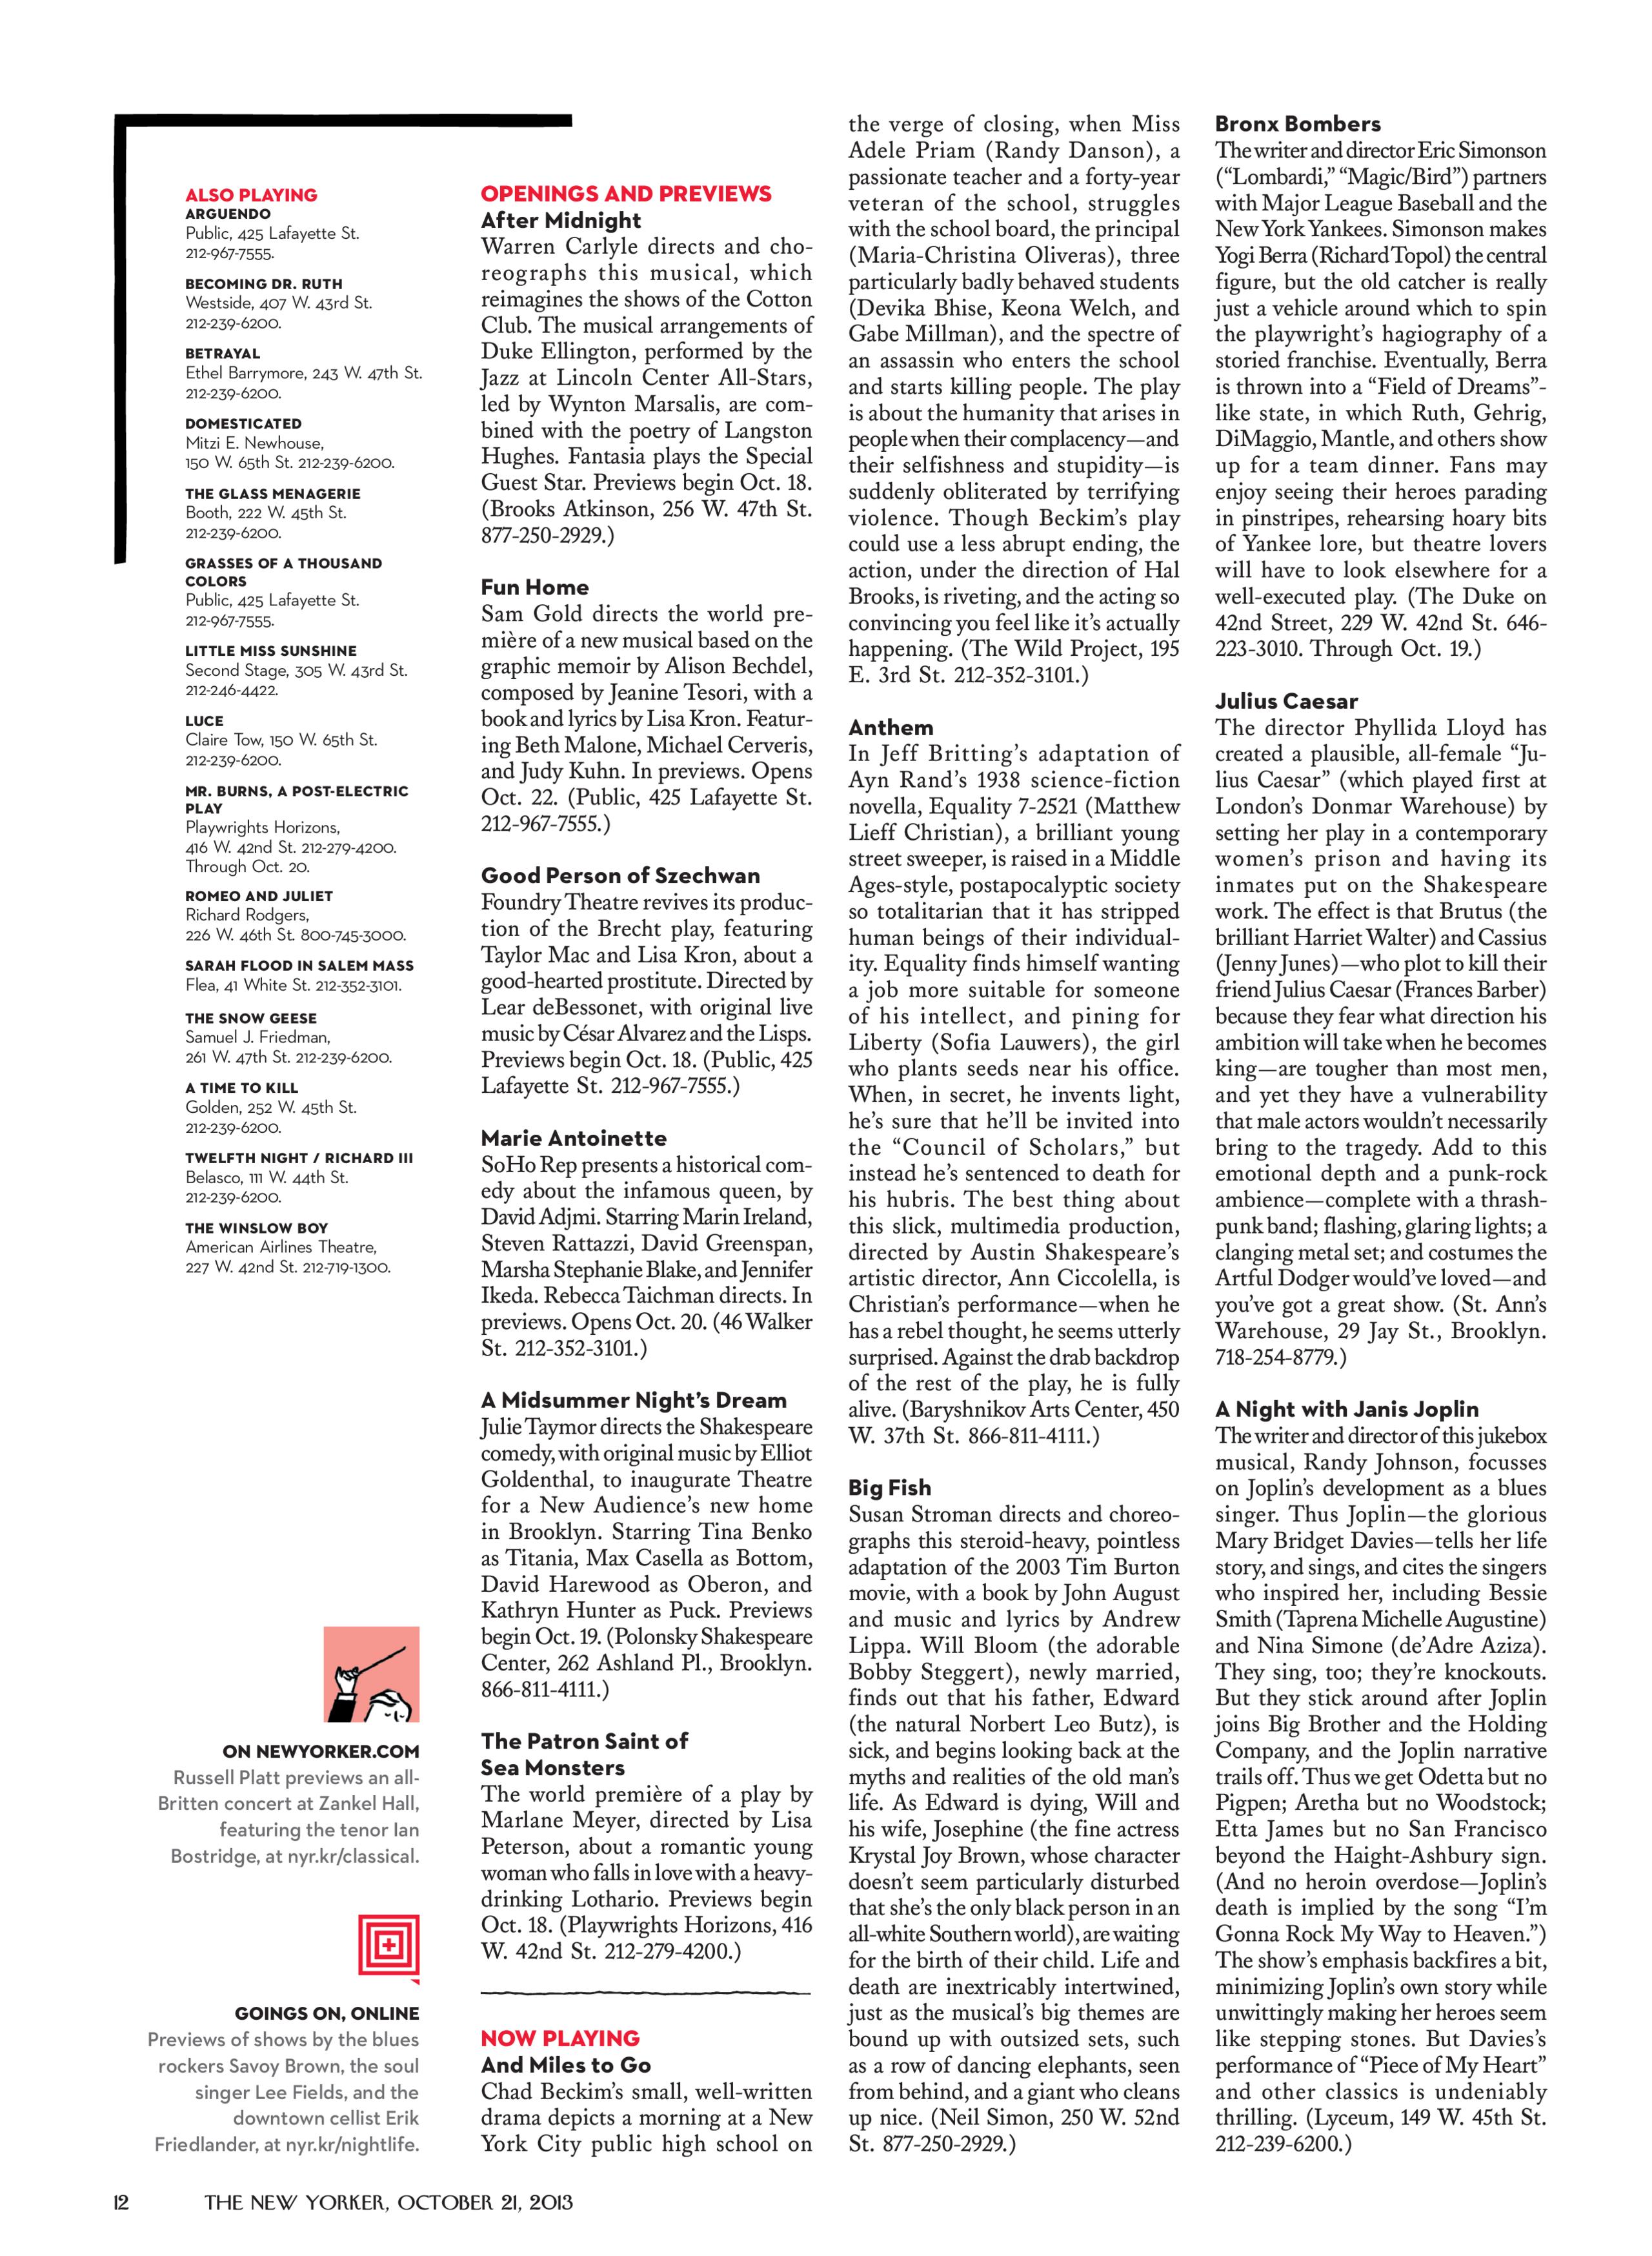 ALSO PLAYING
ARGUENDO
Public, 425 Lafayette St.
212-967-7555.
BECOMING DR. RUTH
Westside, 407 W. 43rd St.
212-239-6200.
BETRAYAL
Ethel Barrymore, 243 W. 47th St.
212-239-6200.
DOMESTICATED
Mitzi E. Newhouse,
150 W. 65th St. 212-239-6200.
THE GLASS MENAGERIE
Booth, 222 W. 45th St.
212-239-6200.
GRASSES OF A THOUSAND
COLORS
Public, 425 Lafayette St.
212-967-7555.
LITTLE MISS SUNSHINE
Second Stage, 305 W. 43rd St.
212-246-4422.
LUCE
Claire Tow, 150 W. 65th St.
212-239-6200.
MR. BURNS, A POST-ELECTRIC
PLAY
Playwrights Horizons,
416 W. 42nd St. 212-279-4200.
Through Oct. 20.
ROMEO AND JULIET
Richard Rodgers,
226 W. 46th St. 800-745-3000.
SARAH FLOOD IN SALEM MASS
Flea, 41 White St. 212-352-3101.
THE SNOW GEESE
Samuel J. Friedman,
261 W. 47th St. 212-239-6200.
A TIME TO KILL
Golden, 252 W. 45th St.
212-239-6200.
TWELFTH NIGHT / RICHARD III
Belasco, 111 W. 44th St.
212-239-6200.
THE WINSLOW BOY
American Airlines Theatre,
227 W. 42nd St. 212-719-1300.
ON NEWYORKER.COM
Russell Platt previews an all-
Britten concert at Zankel Hall,
featuring the tenor Ian
Bostridge, at nyr.kr/classical.
GOINGS ON, ONLINE
Previews of shows by the blues
rockers Savoy Brown, the soul
singer Lee Fields, and the
downtown cellist Erik
Friedlander, at nyr.kr/nightlife.
OPENINGS AND PREVIEWS
After Midnight
Warren Carlyle directs and cho-
reographs this musical, which
reimagines the shows of the Cotton
Club. The musical arrangements of
Duke Ellington, performed by the
Jazz at Lincoln Center All-Stars,
led by Wynton Marsalis, are com-
bined with the poetry of Langston
Hughes. Fantasia plays the Special
Guest Star. Previews begin Oct. 18.
(Brooks Atkinson, 256 W. 47th St.
877-250-2929.)
Fun Home
Sam Gold directs the world pre-
mière of a new musical based on the
graphic memoir by Alison Bechdel,
composed by Jeanine Tesori, with a
book and lyrics by Lisa Kron. Featur-
ing Beth Malone, Michael Cerveris,
and Judy Kuhn. In previews. Opens
Oct. 22. (Public, 425 Lafayette St.
212-967-7555.)
Good Person of Szechwan
Foundry Theatre revives its produc-
tion of the Brecht play, featuring
Taylor Mac and Lisa Kron, about a
good-hearted prostitute. Directed by
Lear deBessonet, with original live
music by César Alvarez and the Lisps.
Previews begin Oct. 18. (Public, 425
Lafayette St. 212-967-7555.)
Marie Antoinette
SoHo Rep presents a historical com-
edy about the infamous queen, by
David Adjmi. Starring Marin Ireland,
Steven Rattazzi, David Greenspan,
Marsha Stephanie Blake, and Jennifer
Ikeda. Rebecca Taichman directs. In
previews. Opens Oct. 20. (46 Walker
St. 212-352-3101.)
A Midsummer Night's Dream
Julie Taymor directs the Shakespeare
comedy, with original music by Elliot
Goldenthal, to inaugurate Theatre
for a New Audience's new home
in Brooklyn. Starring Tina Benko
as Titania, Max Casella as Bottom,
David Harewood as Oberon, and
Kathryn Hunter as Puck. Previews
begin Oct. 19. (Polonsky Shakespeare
Center, 262 Ashland Pl., Brooklyn.
866-811-4111.)
The Patron Saint of
Sea Monsters
The world première of a play by
Marlane Meyer, directed by Lisa
Peterson, about a romantic young
woman who falls in love with a heavy-
drinking Lothario. Previews begin
Oct. 18. (Playwrights Horizons, 416
W. 42nd St. 212-279-4200.)
NOW PLAYING
And Miles to Go
Chad Beckim's small, well-written
drama depicts a morning at a New
York City public high school on
the verge of closing, when Miss
Adele Priam (Randy Danson), a
passionate teacher and a forty-year
veteran of the school, struggles
with the school board, the principal
(Maria-Christina Oliveras), three
particularly badly behaved students
(Devika Bhise, Keona Welch, and
Gabe Millman), and the spectre of
an assassin who enters the school
and starts killing people. The play
is about the humanity that arises in
people when their complacency—and
their selfishness and stupidity—is
suddenly obliterated by terrifying
violence. Though Beckim's play
could use a less abrupt ending, the
action, under the direction of Hal
Brooks, is riveting, and the acting so
convincing you feel like it's actually
happening. (The Wild Project, 195
E. 3rd St. 212-352-3101.)
Anthem
In Jeff Britting's adaptation of
Ayn Rand's 1938 science-fiction
novella, Equality 7-2521 (Matthew
Lieff Christian), a brilliant young
street sweeper, is raised in a Middle
Ages-style, postapocalyptic society
so totalitarian that it has stripped
human beings of their individual-
ity. Equality finds himself wanting
a job more suitable for someone
of his intellect, and pining for
Liberty (Sofia Lauwers), the girl
who plants seeds near his office.
When, in secret, he invents light,
he's sure that he'll be invited into
the "Council of Scholars," but
instead he's sentenced to death for
his hubris. The best thing about
this slick, multimedia production,
directed by Austin Shakespeare's
artistic director, Ann Ciccolella, is
Christian's performance—when he
has a rebel thought, he seems utterly
surprised. Against the drab backdrop
of the rest of the play, he is fully
alive. (Baryshnikov Arts Center, 450
W. 37th St. 866-811-4111.)
Big Fish
Susan Stroman directs and choreo-
graphs this steroid-heavy, pointless
adaptation of the 2003 Tim Burton
movie, with a book by John August
and music and lyrics by Andrew
Lippa. Will Bloom (the adorable
Bobby Steggert), newly married,
finds out that his father, Edward
(the natural Norbert Leo Butz), is
sick, and begins looking back at the
myths and realities of the old man's
life. As Edward is dying, Will and
his wife, Josephine (the fine actress
Krystal Joy Brown, whose character
doesn't seem particularly disturbed
that she's the only black person in an
all-white Southern world), are waiting
for the birth of their child. Life and
death are inextricably intertwined,
just as the musical's big themes are
bound up with outsized sets, such
as a row of dancing elephants, seen
from behind, and a giant who cleans
up nice. (Neil Simon, 250 W. 52nd
St. 877-250-2929.)
Bronx Bombers
The writer and director Eric Simonson
("Lombardi," "Magic/Bird") partners
with Major League Baseball and the
New York Yankees. Simonson makes
Yogi Berra (Richard Topol) the central
figure, but the old catcher is really
just a vehicle around which to spin
the playwright's hagiography of a
storied franchise. Eventually, Berra
is thrown into a "Field of Dreams"-
like state, in which Ruth, Gehrig,
DiMaggio, Mantle, and others show
up for a team dinner. Fans may
enjoy seeing their heroes parading
in pinstripes, rehearsing hoary bits
of Yankee lore, but theatre lovers
will have to look elsewhere for a
well-executed play. (The Duke on
42nd Street, 229 W. 42nd St. 646-
223-3010. Through Oct. 19.)
Julius Caesar
The director Phyllida Lloyd has
created a plausible, all-female "Ju-
lius Caesar" (which played first at
London's Donmar Warehouse) by
setting her play in a contemporary
women's prison and having its
inmates put on the Shakespeare
work. The effect is that Brutus (the
brilliant Harriet Walter) and Cassius
(Jenny Junes)—who plot to kill their
friend Julius Caesar (Frances Barber)
because they fear what direction his
ambition will take when he becomes
king—are tougher than most men,
and yet they have a vulnerability
that male actors wouldn't necessarily
bring to the tragedy. Add to this
emotional depth and a punk-rock
ambience—complete with a thrash-
punk band; flashing, glaring lights; a
clanging metal set; and costumes the
Artful Dodger would've loved—and
you've got a great show. (St. Ann's
Warehouse, 29 Jay St., Brooklyn.
718-254-8779.)
A Night with Janis Joplin
The writer and director of this jukebox
musical, Randy Johnson, focusses
on Joplin's development as a blues
singer. Thus Joplin—the glorious
Mary Bridget Davies—tells her life
story, and sings, and cites the singers
who inspired her, including Bessie
Smith (Taprena Michelle Augustine)
and Nina Simone (de'Adre Aziza).
They sing, too; they're knockouts.
But they stick around after Joplin
joins Big Brother and the Holding
Company, and the Joplin narrative
trails off. Thus we get Odetta but no
Pigpen; Aretha but no Woodstock;
Etta James but no San Francisco
beyond the Haight-Ashbury sign.
(And no heroin overdose—Joplin's
death is implied by the song "I'm
Gonna Rock My Way to Heaven.")
The show's emphasis backfires a bit,
minimizing Joplin's own story while
unwittingly making her heroes seem
like stepping stones. But Davies's
performance of "Piece of My Heart"
and other classics is undeniably
thrilling. (Lyceum, 149 W. 45th St.
212-239-6200.)
12 THE NEW YORKER, OCTOBER 21, 2013